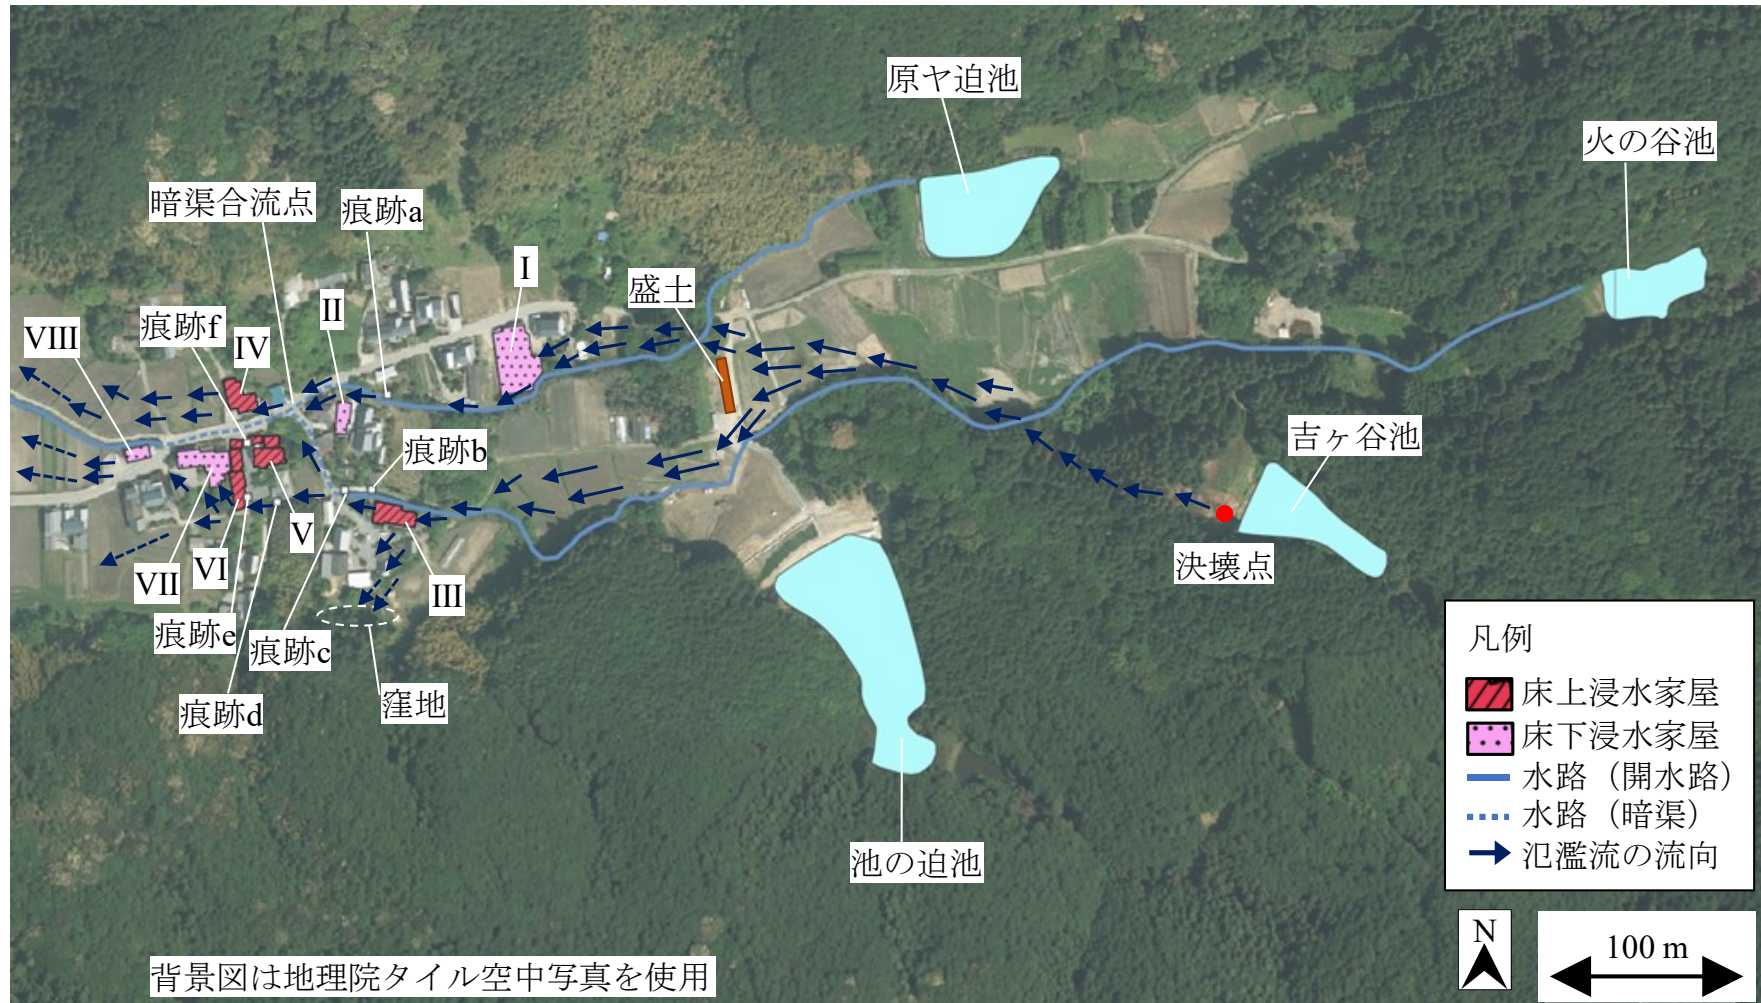 原ヤ迫池
火の谷池
暗渠合流点
痕跡a
I
盛土
II
痕跡f
VIII
IV
吉ヶ谷池
痕跡b
決壊点
V
VI
VII
III
痕跡e
痕跡c
窪地
痕跡d
凡例
床上浸水家屋
床下浸水家屋
水路（開水路）
水路（暗渠）
氾濫流の流向
池の迫池
N
100 m
背景図は地理院タイル空中写真を使用